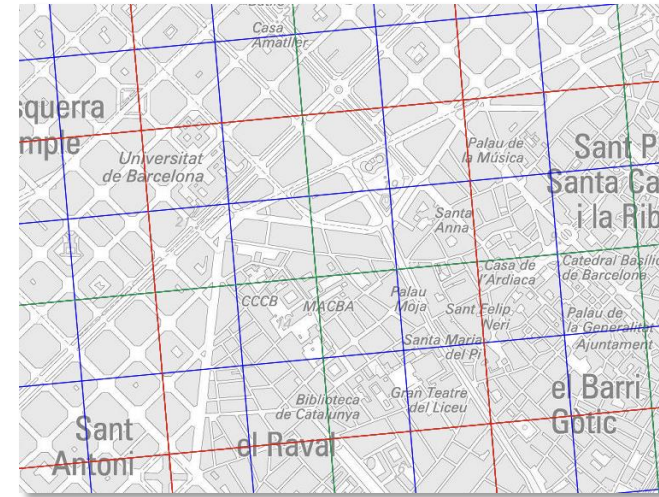 Casa
Amatller
squerra
mple
Universitat
de Barcelona
Palau de
la Música
Sant P
Santa Ca
i la Rib
Santa
Anna
Casa de
l'Ardiaca
Catedral Basílic
de Barcelona
CCCB
MACBA
Palau
Moja
Sant Felip
Neri
Palau de
la Generalitat
Santa Maria
del Pi
Ajuntament
Biblioteca
de Catalunya
Gran Teatre
del Liceu
el Barri
Gòtic
Sant
Antoni
el Raval